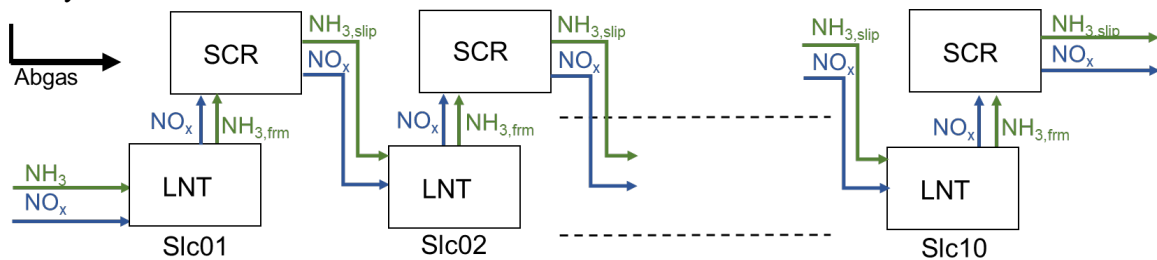 Abgas
NH3
NOx
LNT
NOx
NH3,frm
SCR
NH3,slip
NOx
Slc01
LNT
NOx
NH3,frm
SCR
NH3,slip
NOx
Slc02
NH3,slip
NOx
LNT
NOx
NH3,frm
SCR
NH3,slip
NOx
Slc10